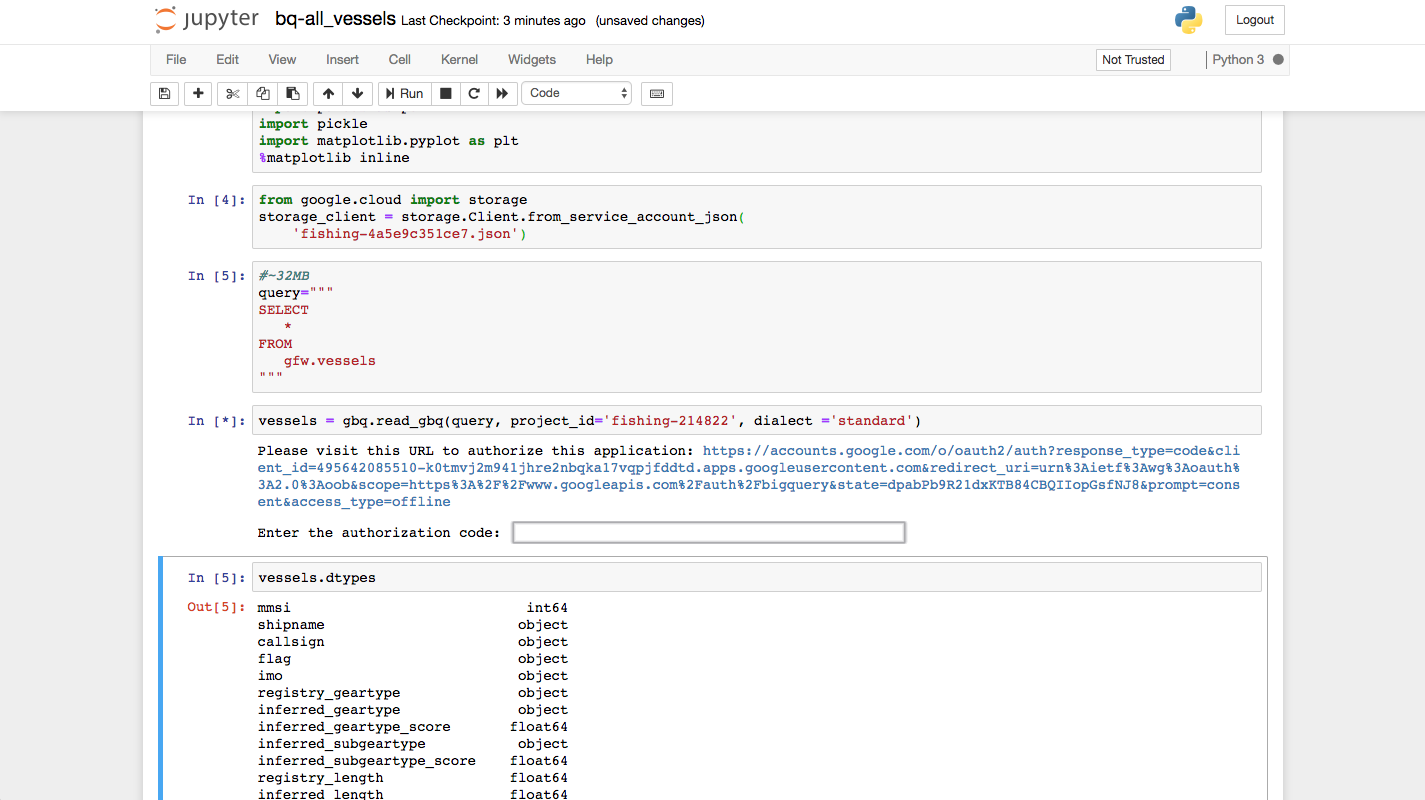 jupyter bq-all_vessels Last Checkpoint: 3 minutes ago (unsaved changes) Logout
File Edit View Insert Cell Kernel Widgets Help Not Trusted Python 3
Run Code
import pickle
import matplotlib.pyplot as plt
%matplotlib inline
In [4]: from google.cloud import storage
storage_client = storage.Client.from_service_account_json(
'fishing-4a5e9c351ce7.json')
In [5]: #~32MB
query="""
SELECT
*
FROM
gfw.vessels
"""
In [*]: vessels = gbq.read_gbq(query, project_id='fishing-214822', dialect ='standard')
Please visit this URL to authorize this application: https://accounts.google.com/o/oauth2/auth?response_type=code&cli
ent_id=495642085510-k0tmvj2m941jhre2nbqka17vqpjfddtd.apps.googleusercontent.com&redirect_uri=urn%3Aietf%3Awg%3Aoauth%
3A2.0%3Aoob&scope=https%3A%2F%2Fwww.googleapis.com%2Fauth%2Fbigquery&state=dpabPb9R21dxKTB84CBQIIopGsfNJ8&prompt=cons
ent&access_type=offline
Enter the authorization code:
In [5]: vessels.dtypes
Out[5]: mmsi int64
shipname object
callsign object
flag object
imo object
registry_geartype object
inferred_geartype object
inferred_geartype_score float64
inferred_subgeartype object
inferred_subgeartype_score float64
registry_length float64
inferred_length float64